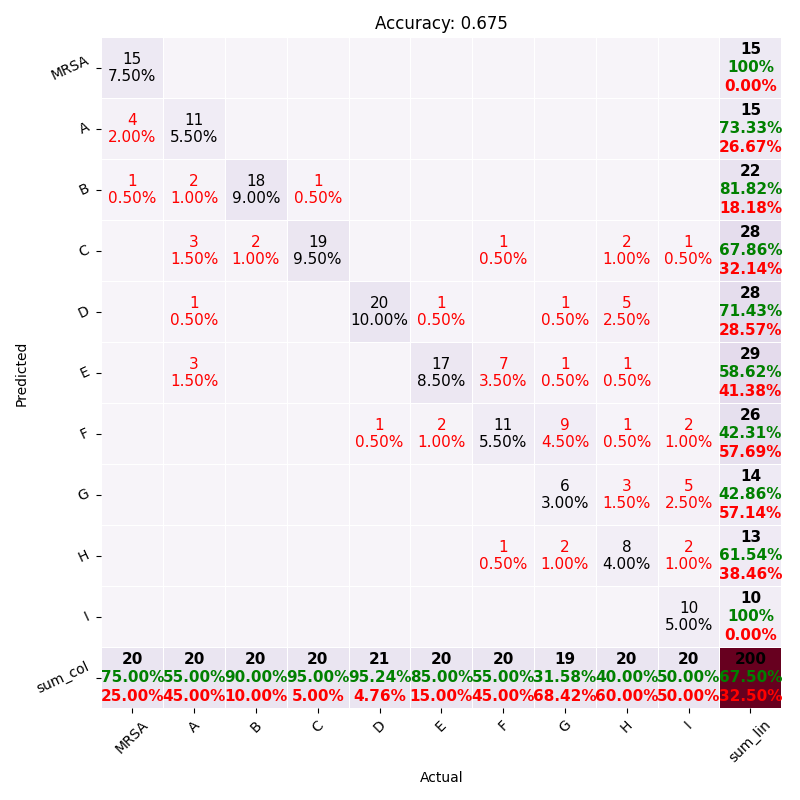 Accuracy: 0.675
MRSA 15 15
7.50% 100%
0.00%
A 4 11 15
2.00% 5.50% 73.33%
26.67%
B 1 2 18 1 22
0.50% 1.00% 9.00% 0.50% 81.82%
18.18%
C 3 2 19 1 2 1 28
1.50% 1.00% 9.50% 0.50% 1.00% 0.50% 67.86%
32.14%
D 1 20 1 1 5 28
0.50% 10.00% 0.50% 0.50% 2.50% 71.43%
28.57%
E 3 17 7 1 1 29
1.50% 8.50% 3.50% 0.50% 0.50% 58.62%
41.38%
F 1 2 11 9 1 2 26
0.50% 1.00% 5.50% 4.50% 0.50% 1.00% 42.31%
57.69%
G 6 3 5 14
3.00% 1.50% 2.50% 42.86%
57.14%
H 1 2 8 2 13
0.50% 1.00% 4.00% 1.00% 61.54%
38.46%
I 10 10
5.00% 100%
0.00%
sum_col 20 20 20 20 21 20 20 19 20 20 200
75.00% 55.00% 90.00% 95.00% 95.24% 85.00% 55.00% 31.58% 40.00% 50.00% 67.50%
25.00% 45.00% 10.00% 5.00% 4.76% 15.00% 45.00% 68.42% 60.00% 50.00% 32.50%
MRSA A B C D E F G H I sum_lin
Predicted
Actual